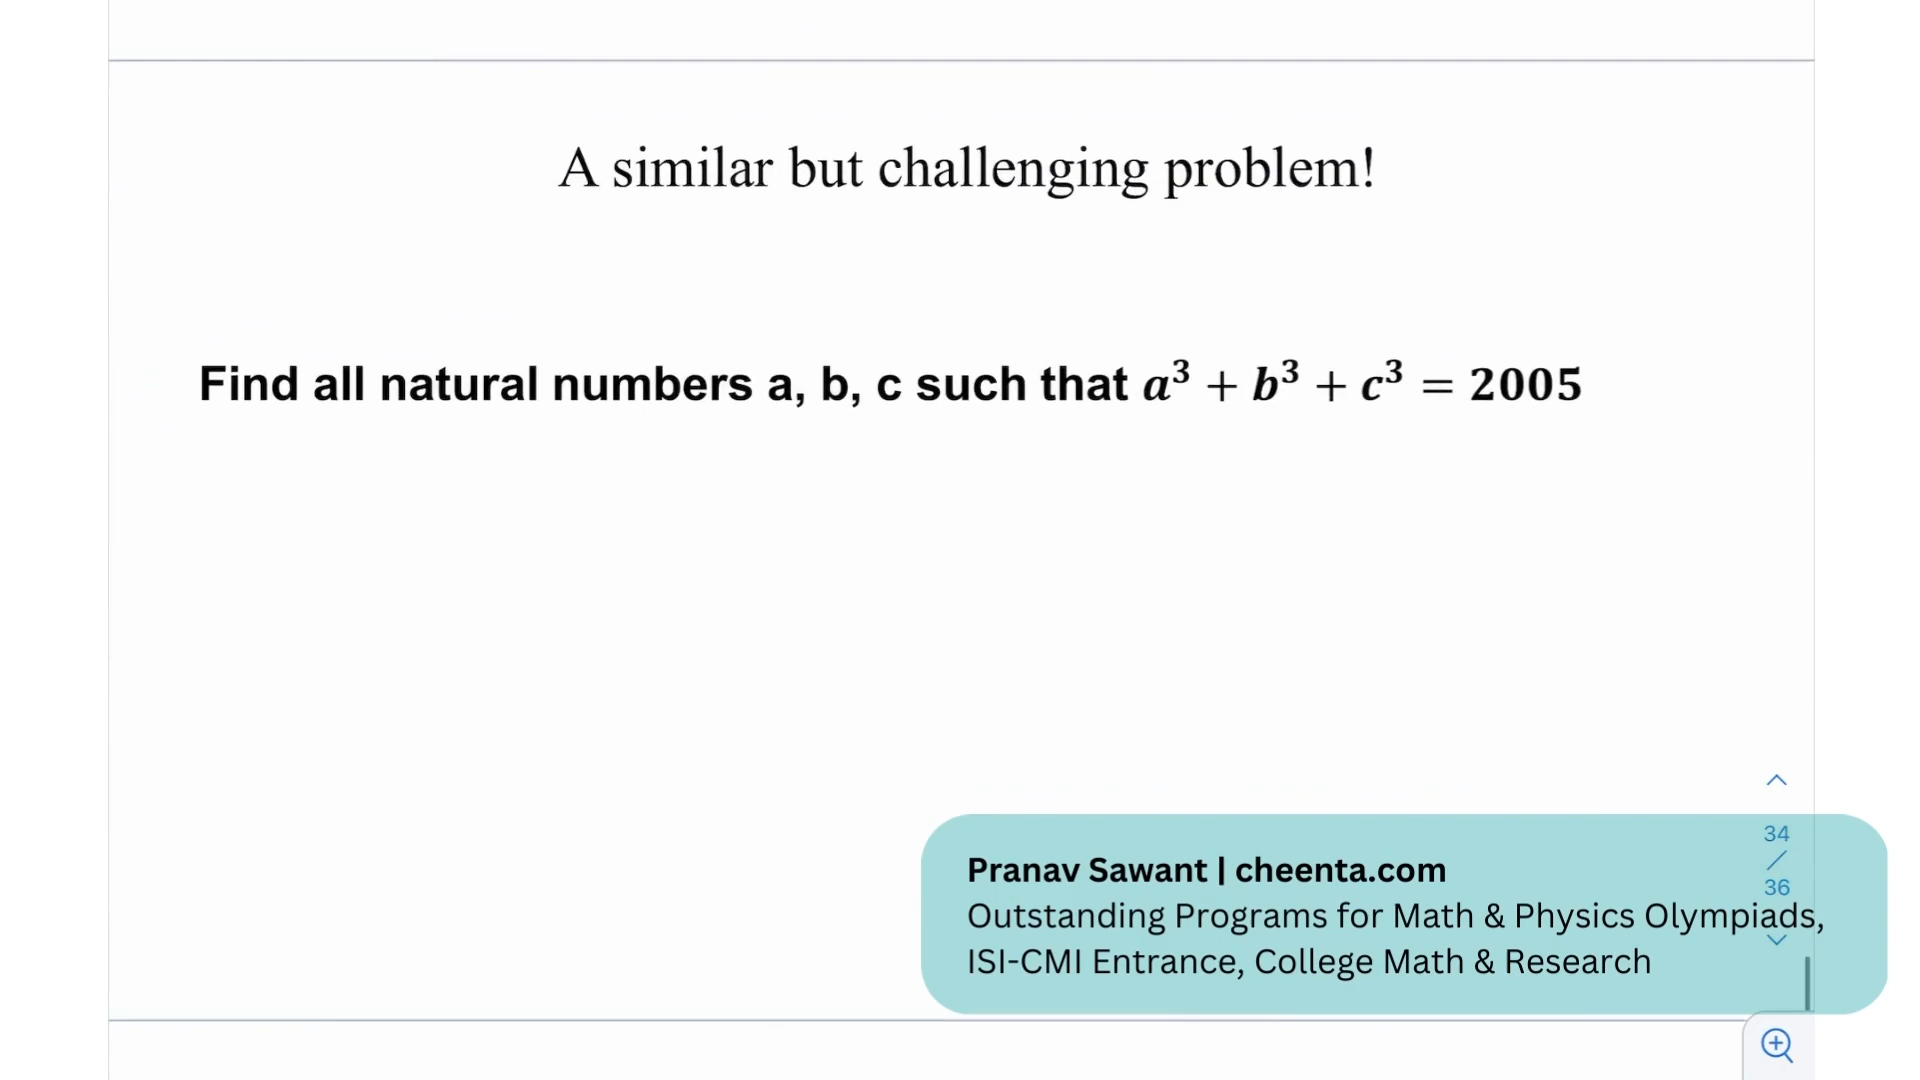 A similar but challenging problem!
Find all natural numbers a, b, c such that a³ + b³ + c³ = 2005
34
/
36
Pranav Sawant | cheenta.com
Outstanding Programs for Math & Physics Olympiads,
ISI-CMI Entrance, College Math & Research